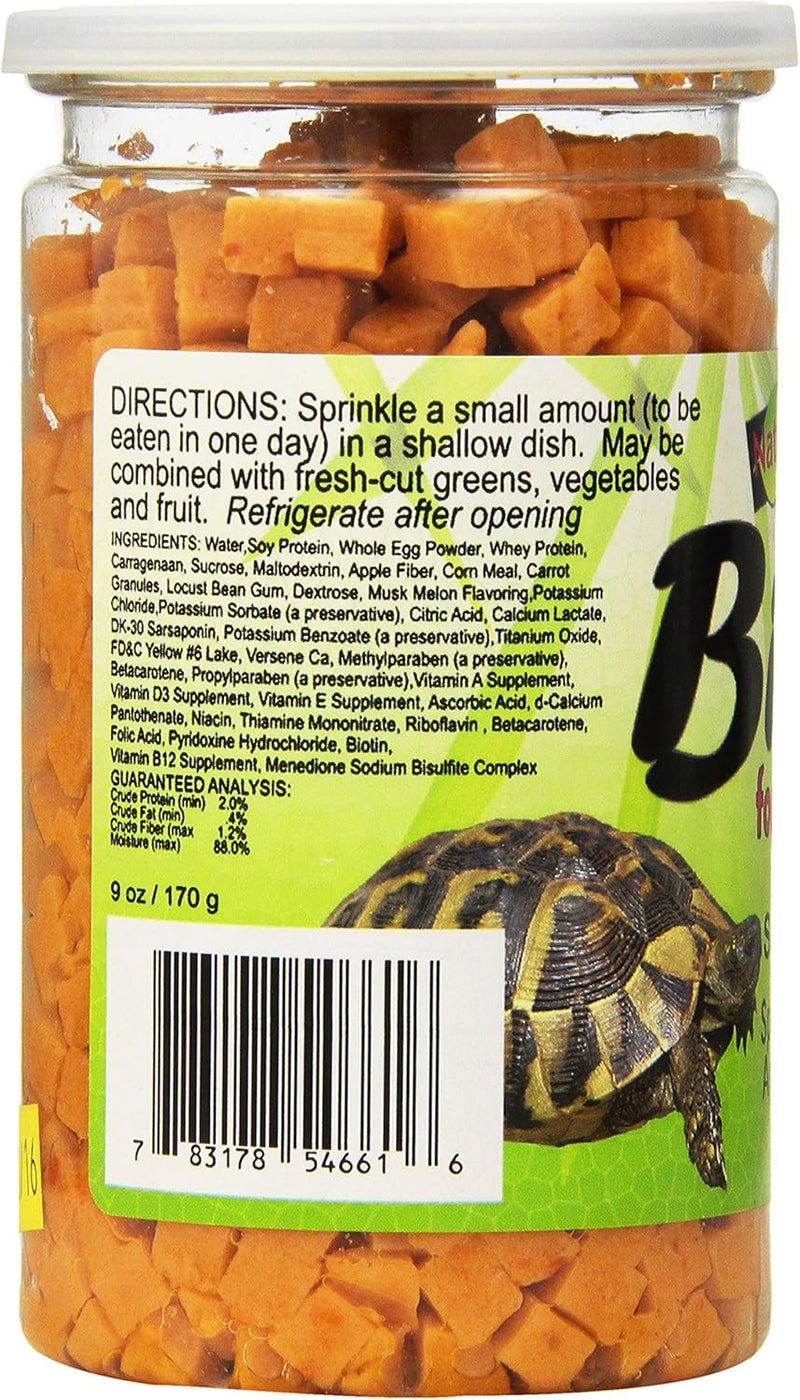 DIRECTIONS: Sprinkle a small amount (to be
eaten in one day) in a shallow dish. May be
combined with fresh-cut greens, vegetables
and fruit. Refrigerate after opening
INGREDIENTS: Water,Soy Protein, Whole Egg Powder, Whey Protein,
Carragenaan, Sucrose, Maltodextrin, Apple Fiber, Corn Meal, Carrot
Granules, Locust Bean Gum, Dextrose, Musk Melon Flavoring,Potassium
Chloride,Potassium Sorbate (a preservative), Citric Acid, Calcium Lactate,
DK-30 Sarsaponin, Potassium Benzoate (a preservative),Titanium Oxide,
FD&C Yellow #6 Lake, Versene Ca, Methylparaben (a preservative),
Betacarotene, Propylparaben (a preservative),Vitamin A Supplement,
Vitamin D3 Supplement, Vitamin E Supplement, Ascorbic Acid, d-Calcium
Pantothenate, Niacin, Thiamine Mononitrate, Riboflavin , Betacarotene,
Folic Acid, Pyridoxine Hydrochloride, Biotin,
Vitamin B12 Supplement, Menedione Sodium Bisulfite Complex
GUARANTEED ANALYSIS:
Crude Protein (min) 2.0%
Crude Fat (min) .4%
Crude Fiber (max 1.2%
Moisture (max) 88.0%
9 oz / 170 g
7 83178 54661 6